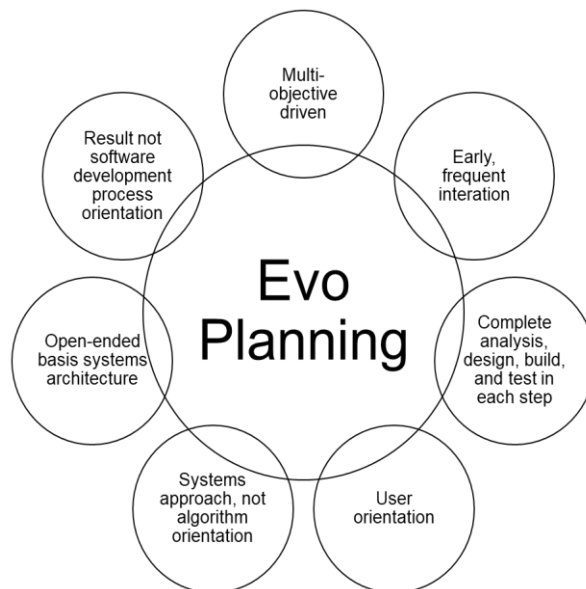 Multi-
objective
driven
Early,
frequent
interation
Complete
analysis,
design, build,
and test in
each step
User
orientation
Systems
approach, not
algorithm
orientation
Open-ended
basis systems
architecture
Result not
software
development
process
orientation
Evo
Planning